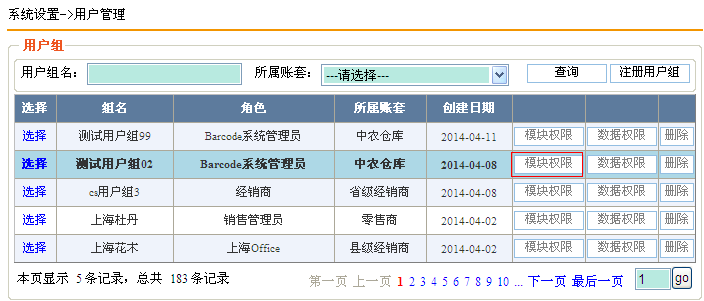 系统设置->用户管理
用户组
用户组名： 所属账套： ---请选择--- 查询 注册用户组
选择 组名 角色 所属账套 创建日期
选择 测试用户组99 Barcode系统管理员 中农仓库 2014-04-11 模块权限 数据权限 删除
选择 测试用户组02 Barcode系统管理员 中农仓库 2014-04-08 模块权限 数据权限 删除
选择 cs用户组3 经销商 省级经销商 2014-04-08 模块权限 数据权限 删除
选择 上海杜丹 销售管理员 零售商 2014-04-02 模块权限 数据权限 删除
选择 上海花木 上海Office 县级经销商 2014-04-02 模块权限 数据权限 删除
本页显示 5条记录，总共 183条记录 第一页 上一页 1 2 3 4 5 6 7 8 9 10 ... 下一页 最后一页 1 go